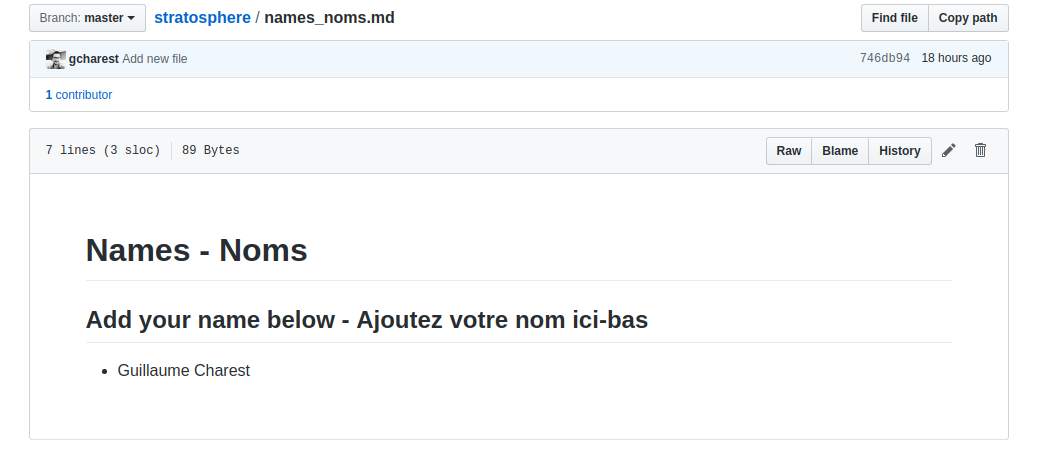 Branch: master stratosphere / names_noms.md Find file Copy path
gcharest Add new file 746db94 18 hours ago
1 contributor
7 lines (3 sloc) 89 Bytes Raw Blame History
Names - Noms
Add your name below - Ajoutez votre nom ici-bas
Guillaume Charest